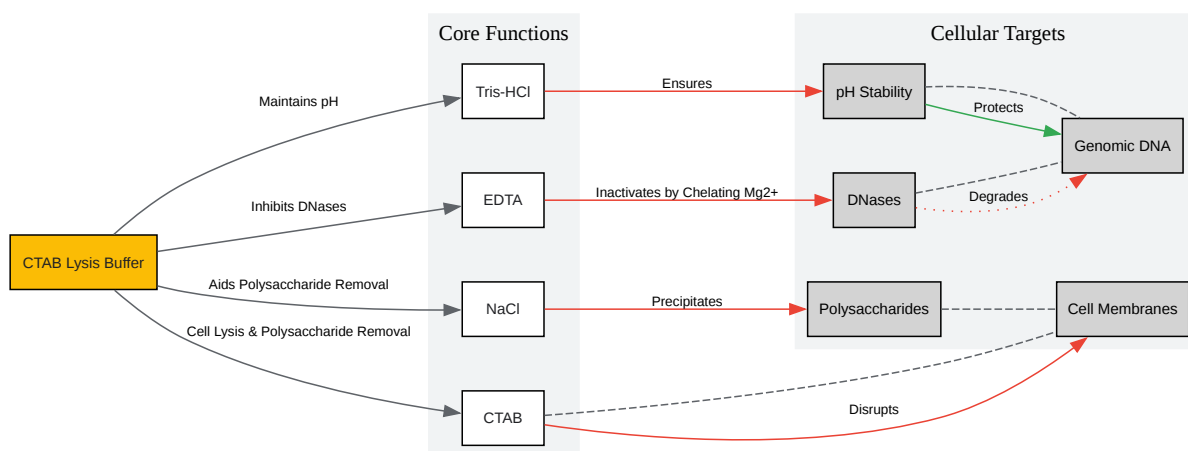 Core Functions
Cellular Targets
Maintains pH
Tris-HCl
Ensures
pH Stability
Protects
Genomic DNA
Inhibits DNases
EDTA
Inactivates by Chelating Mg2+
DNases
Degrades
CTAB Lysis Buffer
Aids Polysaccharide Removal
NaCl
Precipitates
Polysaccharides
Cell Membranes
Cell Lysis & Polysaccharide Removal
CTAB
Disrupts